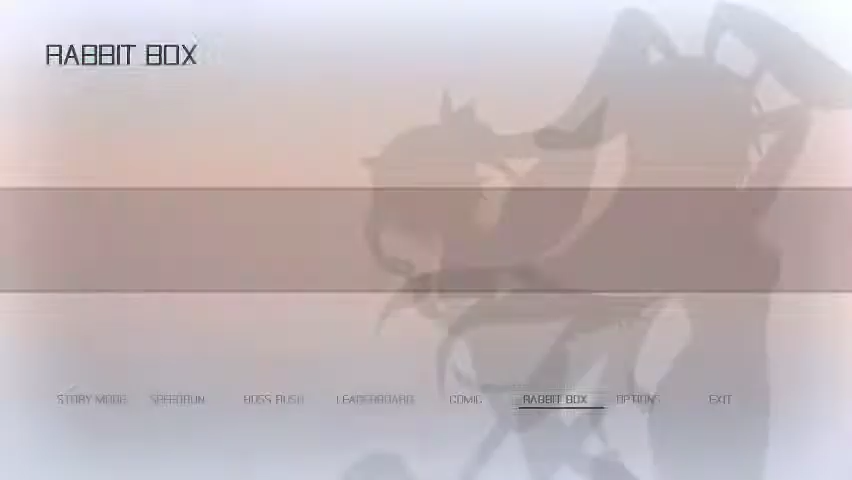 RABBIT BOX
STORY MODE SPEEDRUN BOSS RUSH LEADERBOARD COMIC RABBIT BOX OPTIONS EXIT